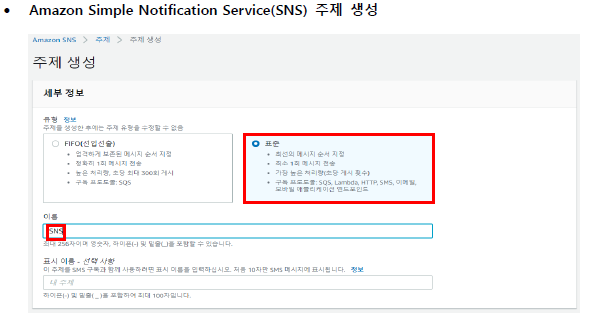 • Amazon Simple Notification Service(SNS) 주제 생성
Amazon SNS > 주제 > 주제 생성
주제 생성
세부 정보
유형 정보
주제를 생성한 후에는 주제 유형을 수정할 수 없음
FIFO(선입선출)
• 엄격하게 보존된 메시지 순서 지정
• 정확히 1회 메시지 전송
• 높은 처리량, 초당 최대 300회 게시
• 구독 프로토콜: SQS
표준
• 최선의 메시지 순서 지정
• 최소 1회 메시지 전송
• 가장 높은 처리량(초당 게시 횟수)
• 구독 프로토콜: SQS, Lambda, HTTP, SMS, 이메일,
모바일 애플리케이션 엔드포인트
이름
SNS
최대 256자이며 영숫자, 하이픈(-) 및 밑줄(_)을 포함할 수 있습니다.
표시 이름 - 선택 사항
이 주제를 SMS 구독과 함께 사용하려면 표시 이름을 입력하십시오. 처음 10자만 SMS 메시지에 표시됩니다. 정보
내 주제
하이픈(-) 및 밑줄(_)을 포함하여 최대 100자입니다.